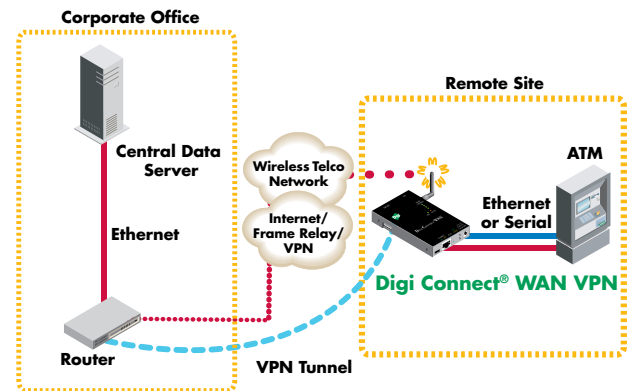 Corporate Office
Central Data
Server
Ethernet
Router
Wireless Telco
Network
Internet/
Frame Relay/
VPN
VPN Tunnel
Remote Site
ATM
Ethernet
or Serial
Digi Connect® WAN VPN